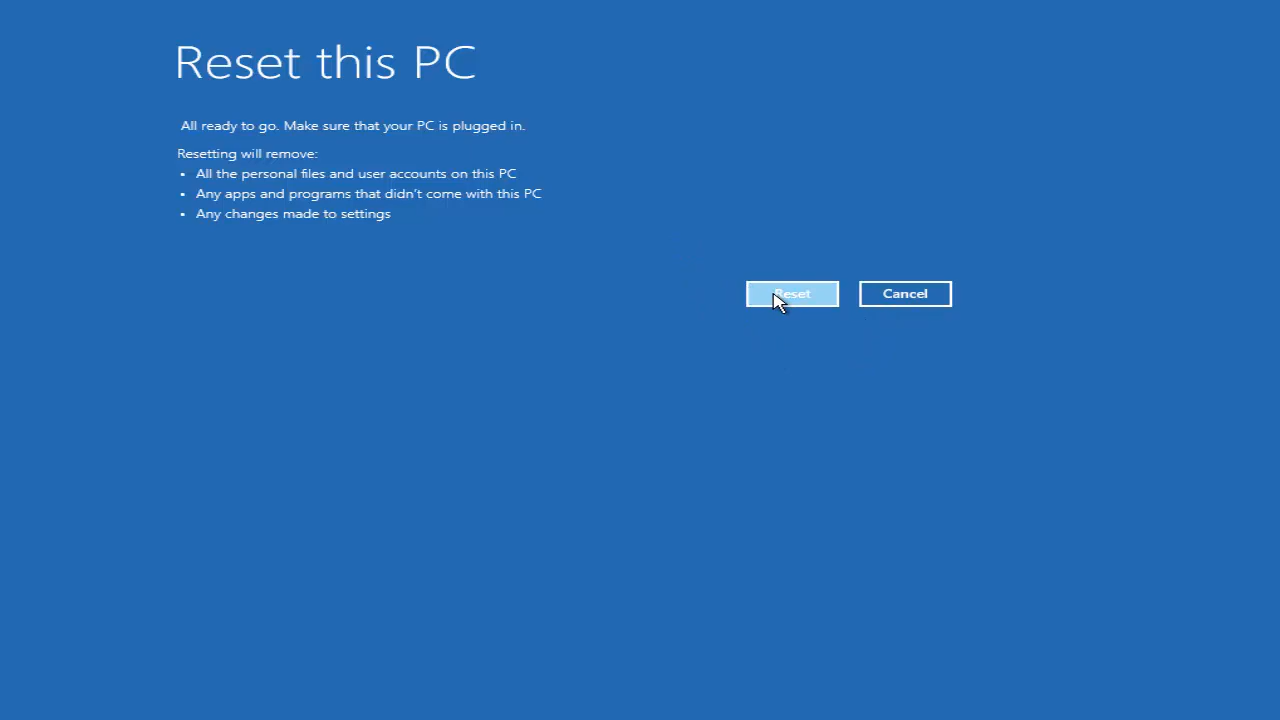 Reset this PC
All ready to go. Make sure that your PC is plugged in.
Resetting will remove:
• All the personal files and user accounts on this PC
• Any apps and programs that didn't come with this PC
• Any changes made to settings
Reset Cancel